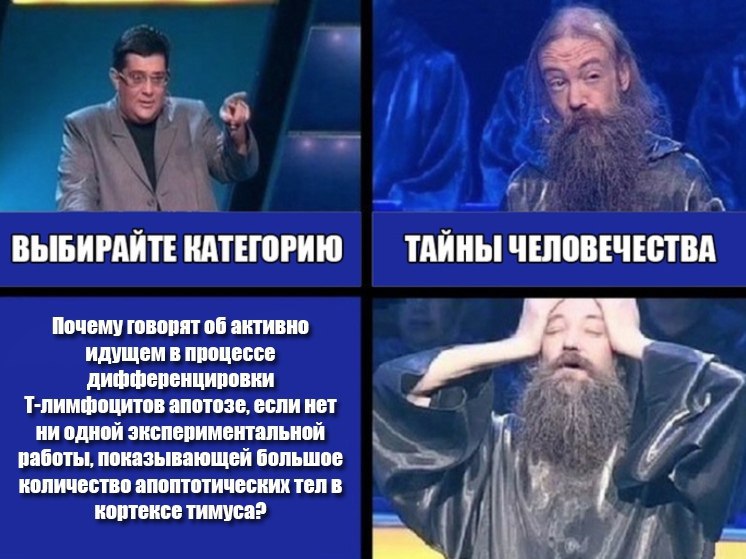 ВЫБИРАЙТЕ КАТЕГОРИЮ
ТАЙНЫ ЧЕЛОВЕЧЕСТВА
Почему говорят об активно
идущем в процессе
дифференцировки
Т-лимфоцитов апотозе, если нет
ни одной экспериментальной
работы, показывающей большое
количество апоптотических тел в
кортексе тимуса?